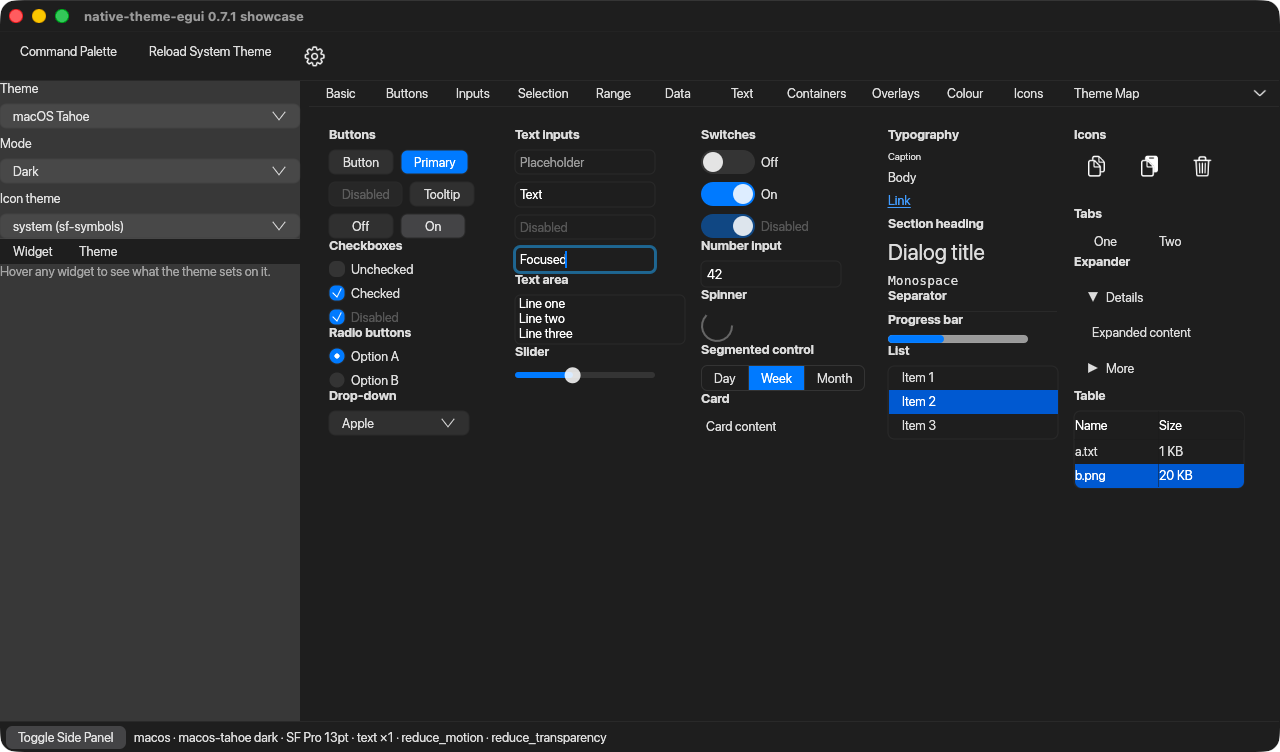 native-theme-egui 0.7.1 showcase
Command Palette
Reload System Theme
Theme
macOS Tahoe
Mode
Dark
Icon theme
system (sf-symbols)
Widget
Theme
Hover any widget to see what the theme sets on it.
Basic
Buttons
Inputs
Selection
Range
Data
Text
Containers
Overlays
Colour
Icons
Theme Map
Buttons
Button
Primary
Disabled
Tooltip
Off
On
Checkboxes
Unchecked
Checked
Disabled
Radio buttons
Option A
Option B
Drop-down
Apple
Text inputs
Placeholder
Text
Disabled
Focused
Text area
Line one
Line two
Line three
Slider
Switches
Off
On
Disabled
Number input
42
Spinner
Segmented control
Day
Week
Month
Card
Card content
Typography
Caption
Body
Link
Section heading
Dialog title
Monospace
Separator
Progress bar
List
Item 1
Item 2
Item 3
Icons
Tabs
One
Two
Expander
Details
Expanded content
More
Table
Name Size
a.txt 1 KB
b.png 20 KB
Toggle Side Panel
macos · macos-tahoe dark · SF Pro 13pt · text ×1 · reduce_motion · reduce_transparency